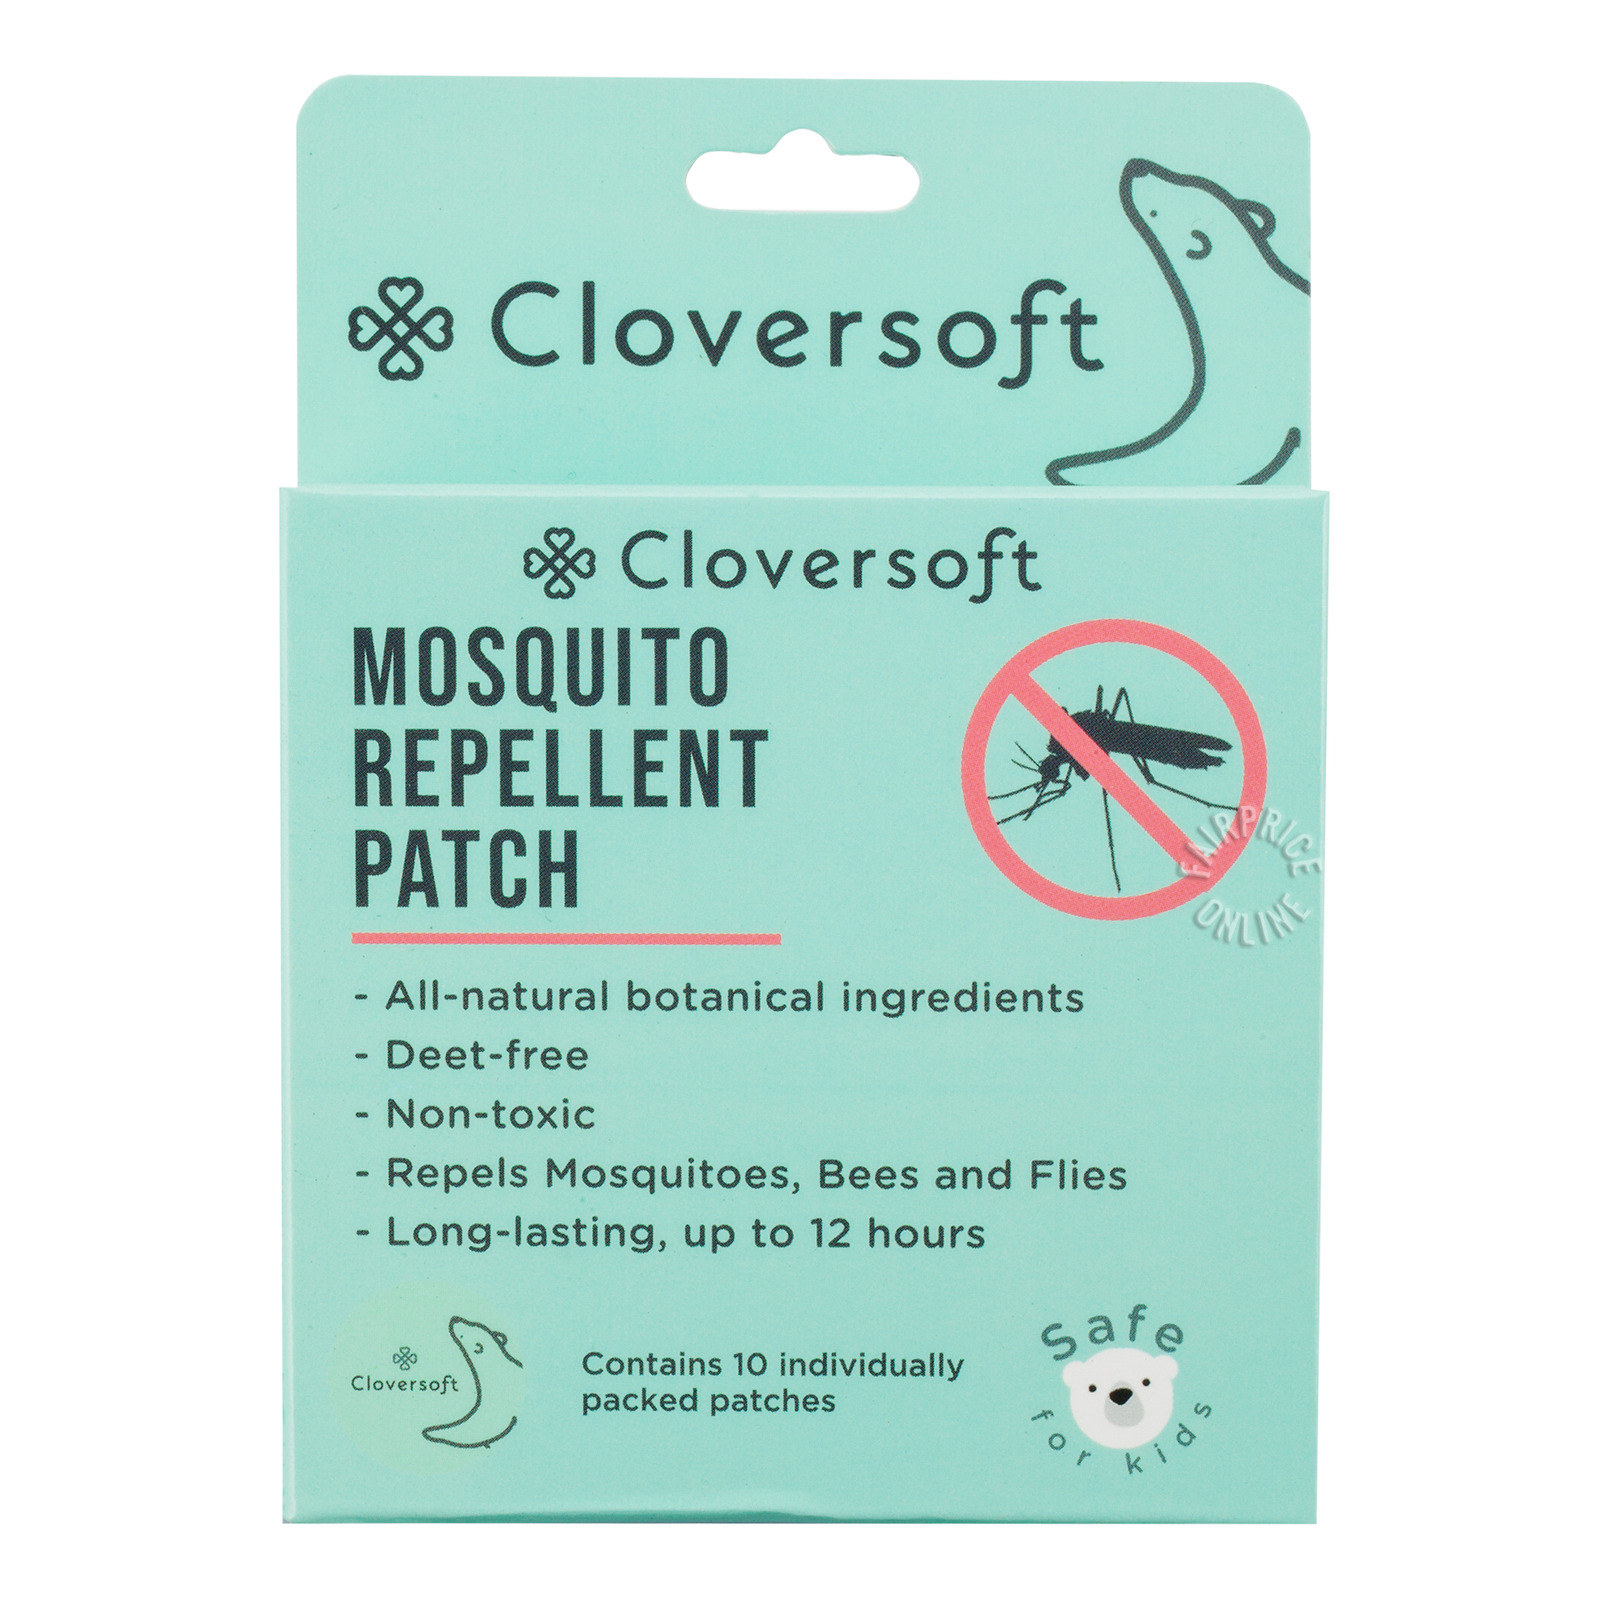 Cloversoft
Cloversoft
MOSQUITO
REPELLENT
PATCH
FAIRPRICE
ONLINE
- All-natural botanical ingredients
- Deet-free
- Non-toxic
- Repels Mosquitoes, Bees and Flies
- Long-lasting, up to 12 hours
Cloversoft
Contains 10 individually
packed patches
Safe
for kids